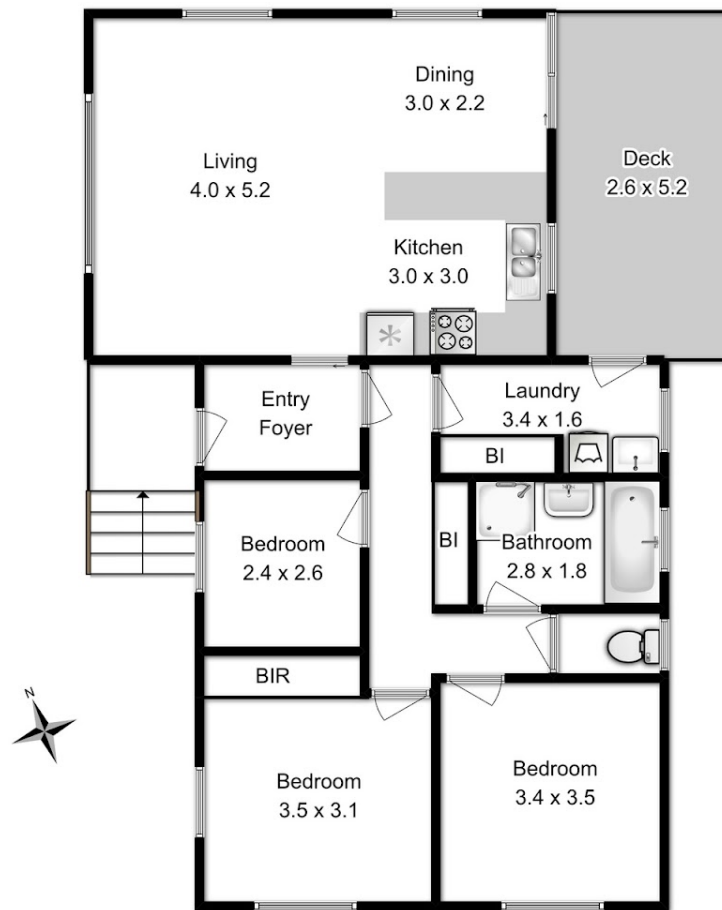 Dining
3.0 x 2.2
Living
4.0 x 5.2
Deck
2.6 x 5.2
Kitchen
3.0 x 3.0
Entry
Foyer
Laundry
3.4 x 1.6
BI
Bedroom
2.4 x 2.6
BI
Bathroom
2.8 x 1.8
BIR
N
Bedroom
3.5 x 3.1
Bedroom
3.4 x 3.5